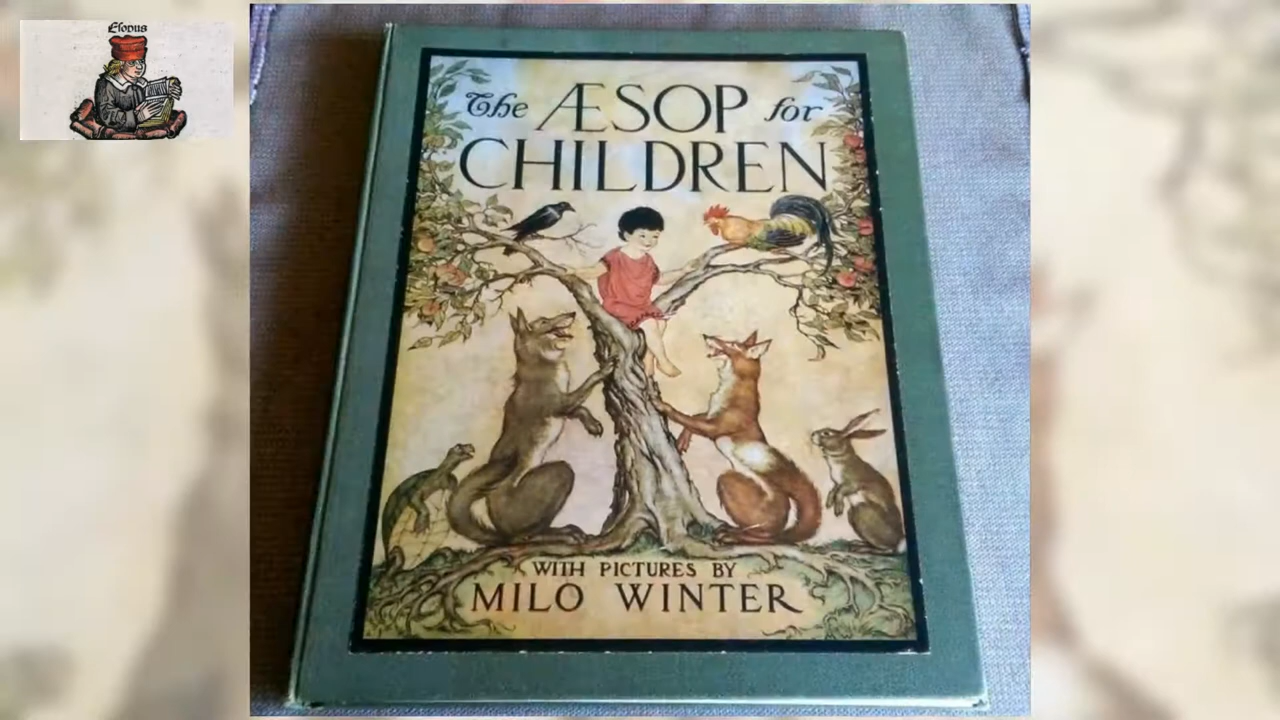 Esopus
The ÆSOP for
CHILDREN
WITH PICTURES BY
MILO WINTER